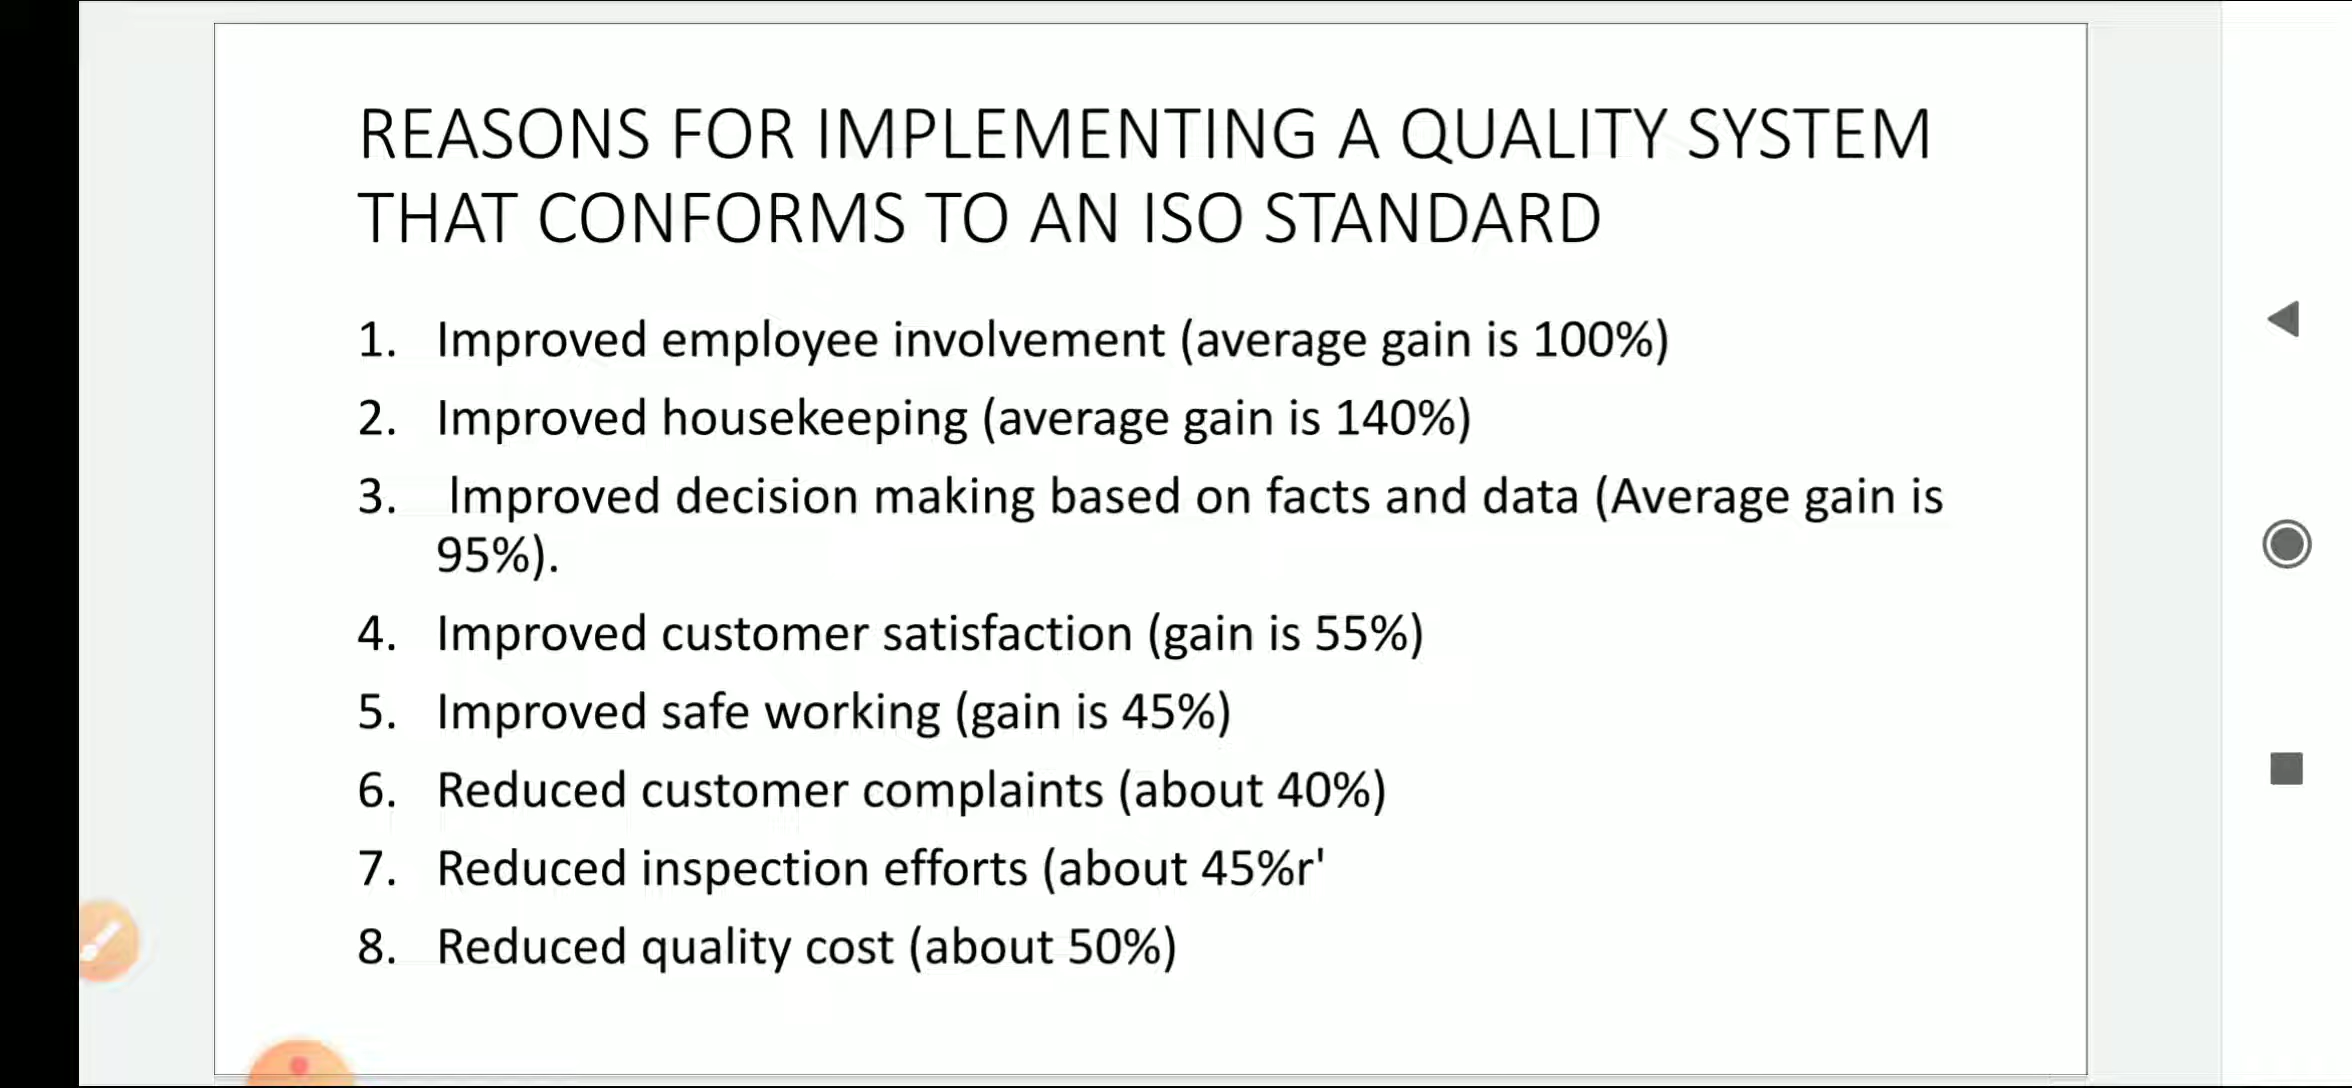 REASONS FOR IMPLEMENTING A QUALITY SYSTEM
THAT CONFORMS TO AN ISO STANDARD
1. Improved employee involvement (average gain is 100%)
2. Improved housekeeping (average gain is 140%)
3. Improved decision making based on facts and data (Average gain is
95%).
4. Improved customer satisfaction (gain is 55%)
5. Improved safe working (gain is 45%)
6. Reduced customer complaints (about 40%)
7. Reduced inspection efforts (about 45%r'
8. Reduced quality cost (about 50%)